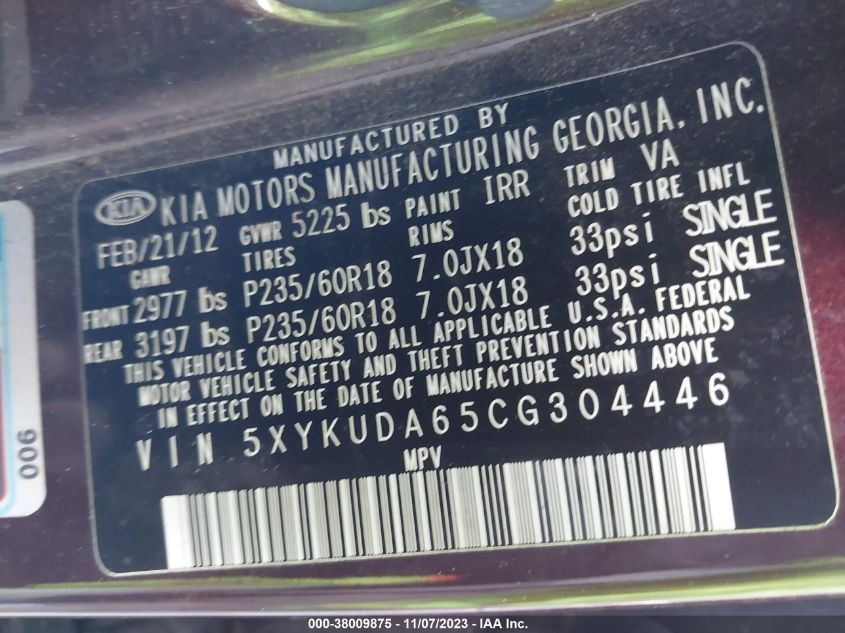 MANUFACTURED BY
KIA KIA MOTORS MANUFACTURING GEORGIA, INC.
FEB/21/12 GVWR 5225 lbs PAINT IRR TRIM VA
GAWR TIRES RIMS COLD TIRE INFL
FRONT 2977 lbs P235/60R18 7.0JX18 33psi SINGLE
REAR 3197 lbs P235/60R18 7.0JX18 33psi SINGLE
THIS VEHICLE CONFORMS TO ALL APPLICABLE U.S.A. FEDERAL
MOTOR VEHICLE SAFETY AND THEFT PREVENTION STANDARDS
IN EFFECT ON THE DATE OF MANUFACTURE SHOWN ABOVE
VIN 5XYKUDA65CG304446
MPV
006
000-38009875 - 11/07/2023 - IAA Inc.